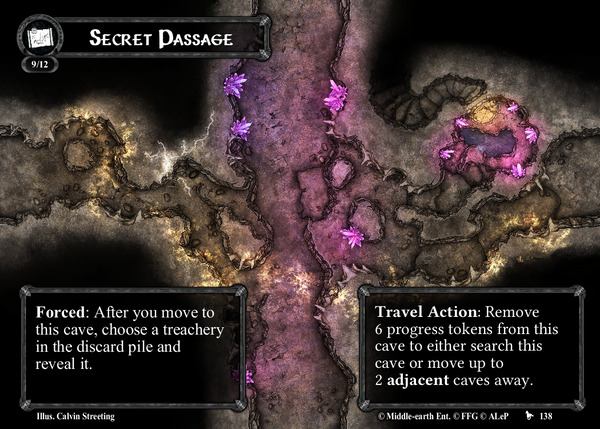 Secret Passage
9/12
Forced: After you move to
this cave, choose a treachery
in the discard pile and
reveal it.
Travel Action: Remove
6 progress tokens from this
cave to either search this
cave or move up to
2 adjacent caves away.
Illus. Calvin Streeting
© Middle-earth Ent. © FFG © ALeP 138